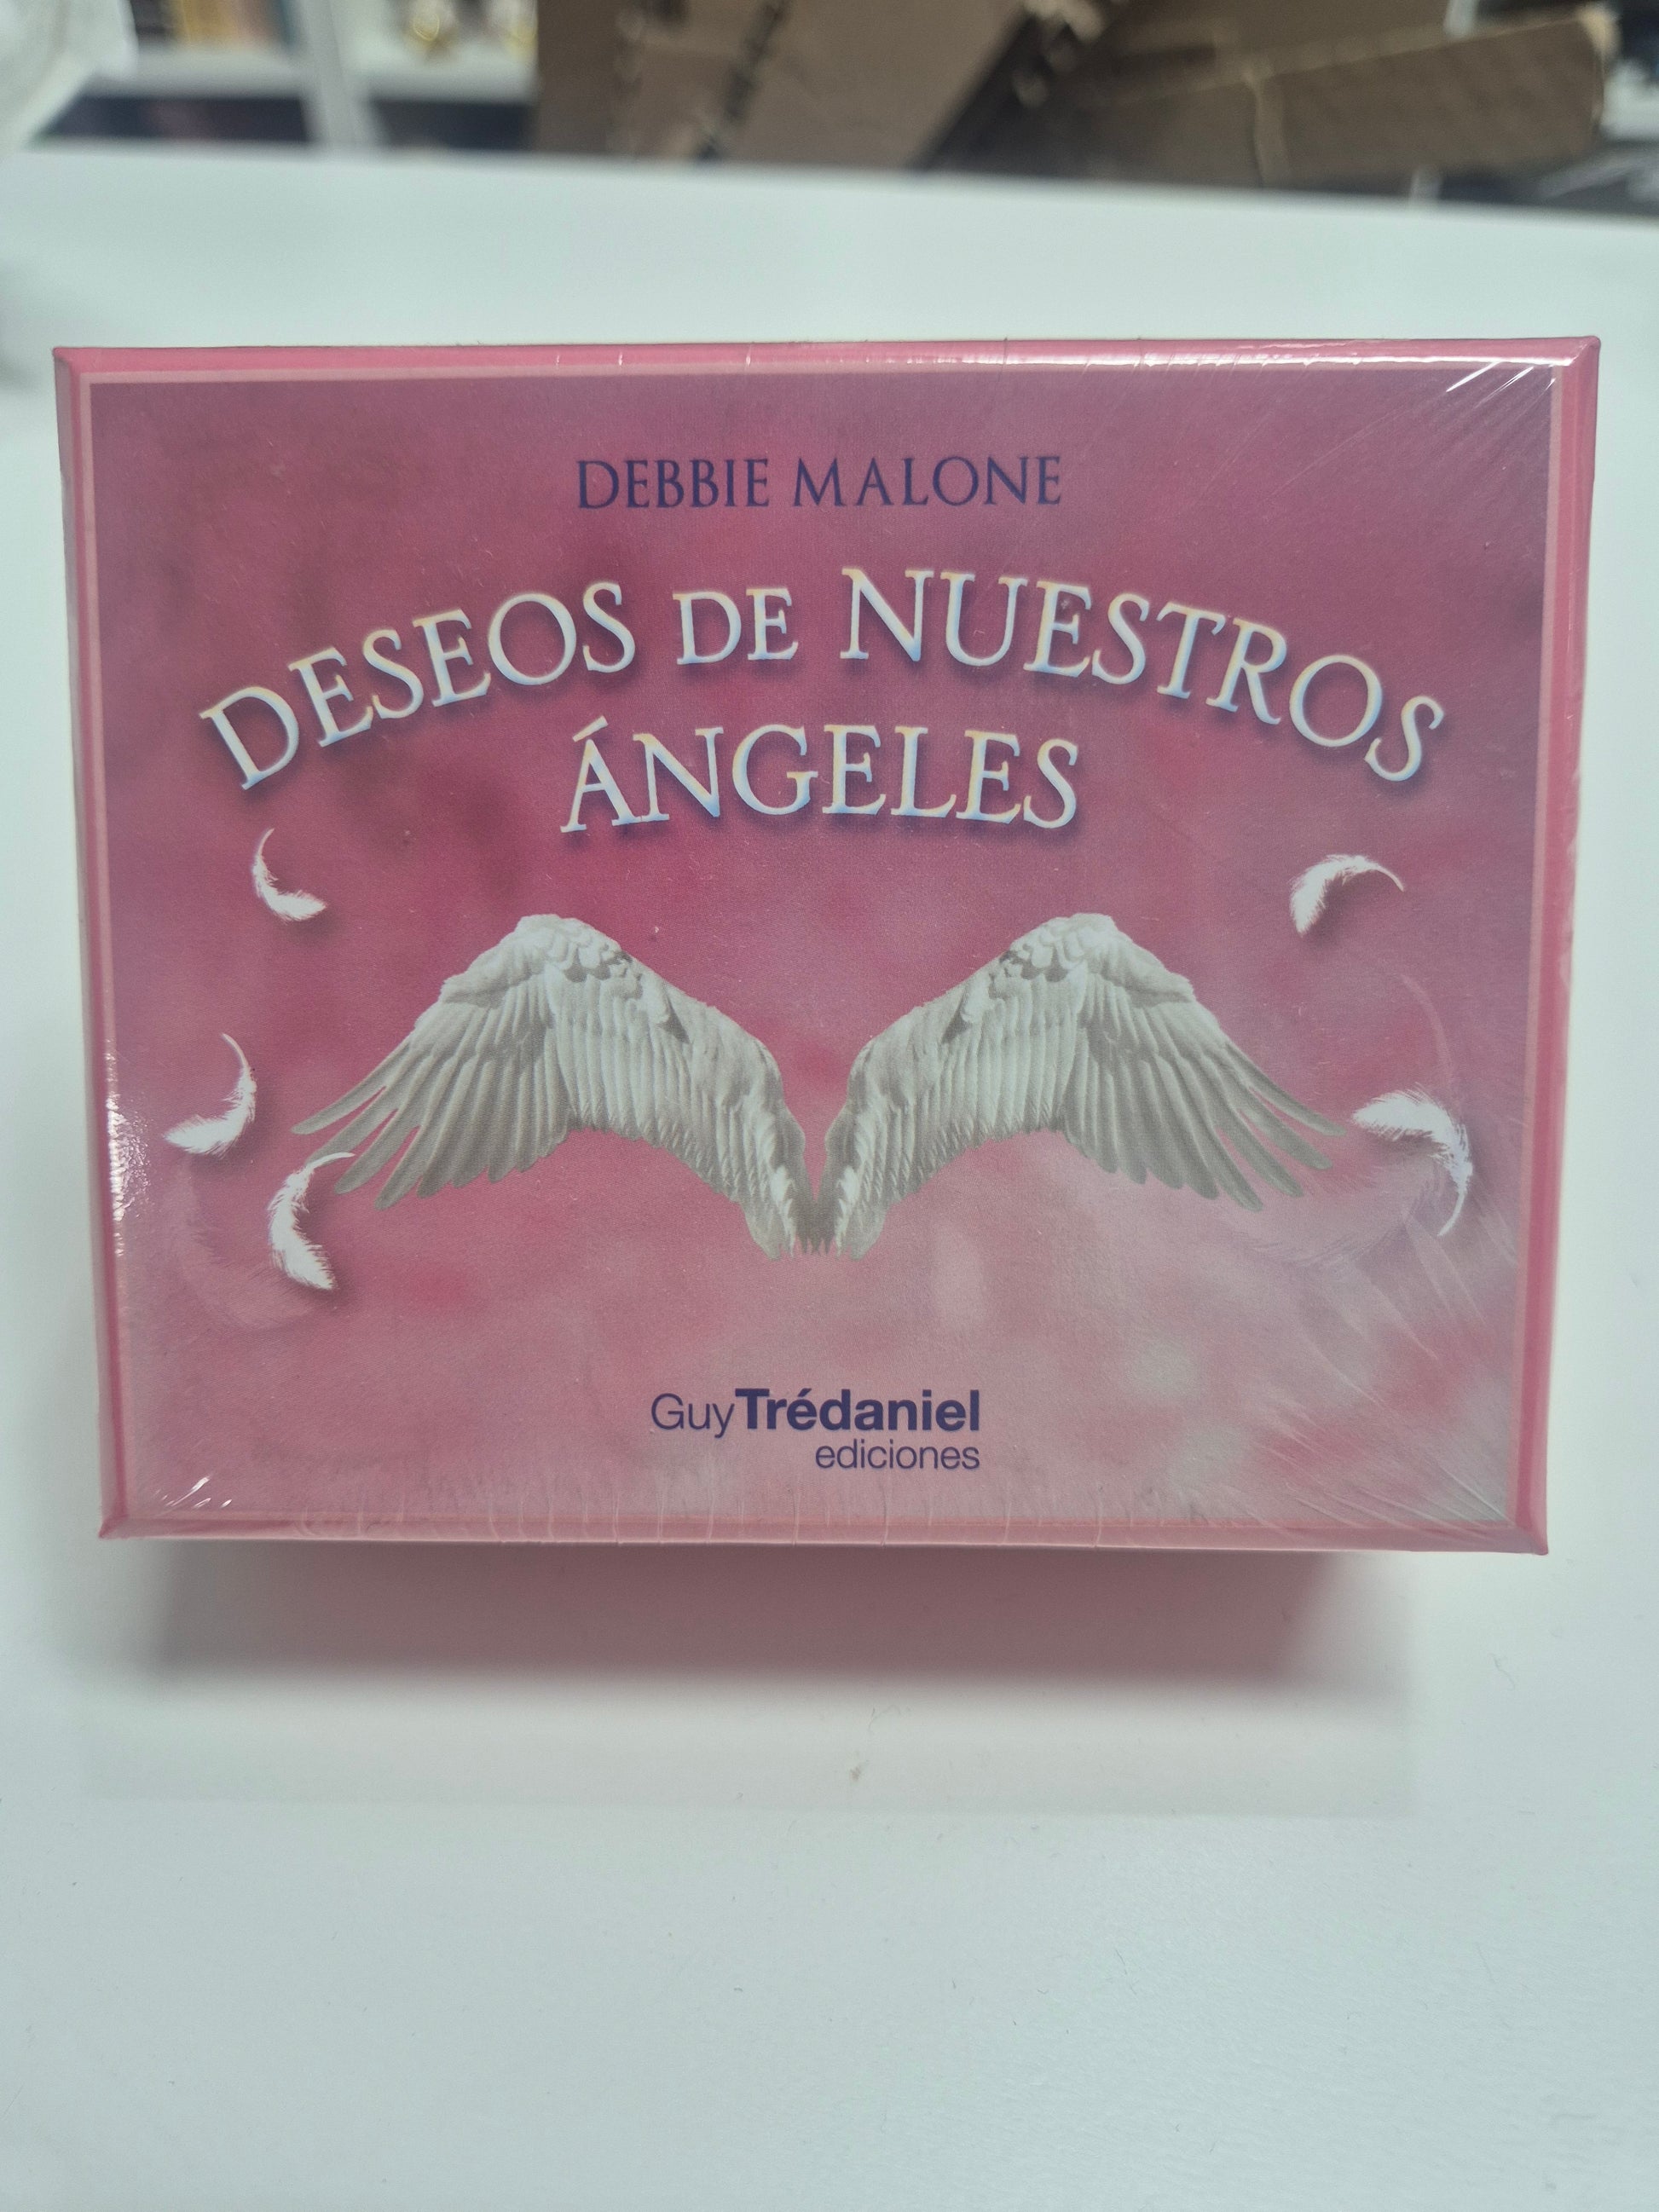 DEBBIE MALONE
DESEOS DE NUESTROS
ÁNGELES
GuyTrédaniel
ediciones